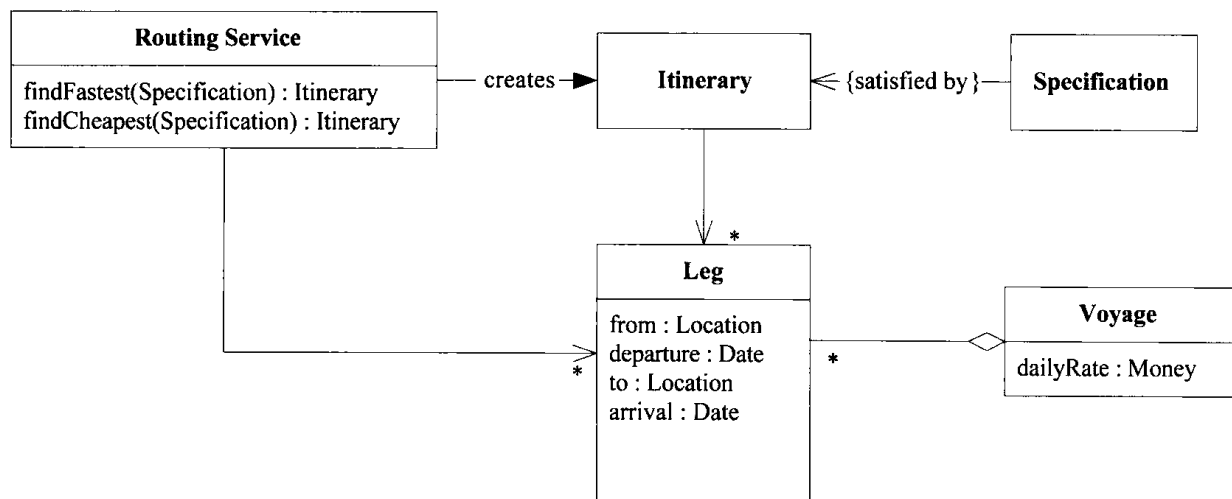 Routing Service
findFastest(Specification) : Itinerary
findCheapest(Specification) : Itinerary
creates
Itinerary
{satisfied by}
Specification
*
Leg
from : Location
departure : Date
to : Location
arrival : Date
*
*
Voyage
dailyRate : Money